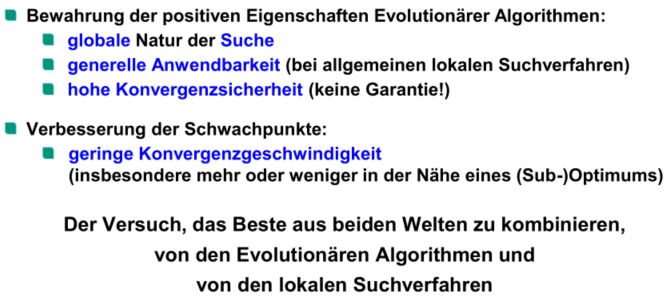 Bewahrung der positiven Eigenschaften Evolutionärer Algorithmen:
globale Natur der Suche
generelle Anwendbarkeit (bei allgemeinen lokalen Suchverfahren)
hohe Konvergenzsicherheit (keine Garantie!)
Verbesserung der Schwachpunkte:
geringe Konvergenzgeschwindigkeit
(insbesondere mehr oder weniger in der Nähe eines (Sub-)Optimums)
Der Versuch, das Beste aus beiden Welten zu kombinieren,
von den Evolutionären Algorithmen und
von den lokalen Suchverfahren